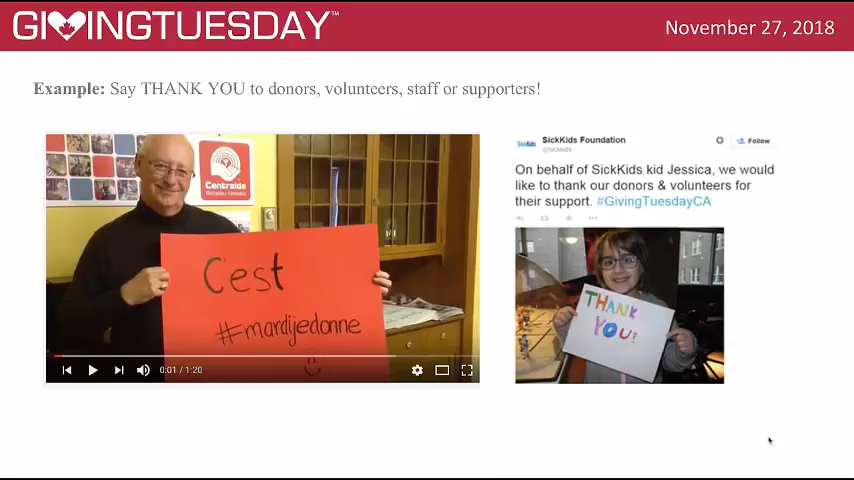 GIVINGTUESDAY™
November 27, 2018
Example: Say THANK YOU to donors, volunteers, staff or supporters!
Centraide
C'est
#mardijedonne
0:01 / 1:20
SickKids
SickKids Foundation
@sickkids
Follow
On behalf of SickKids kid Jessica, we would
like to thank our donors & volunteers for
their support. #GivingTuesdayCA
THANK
YOU!